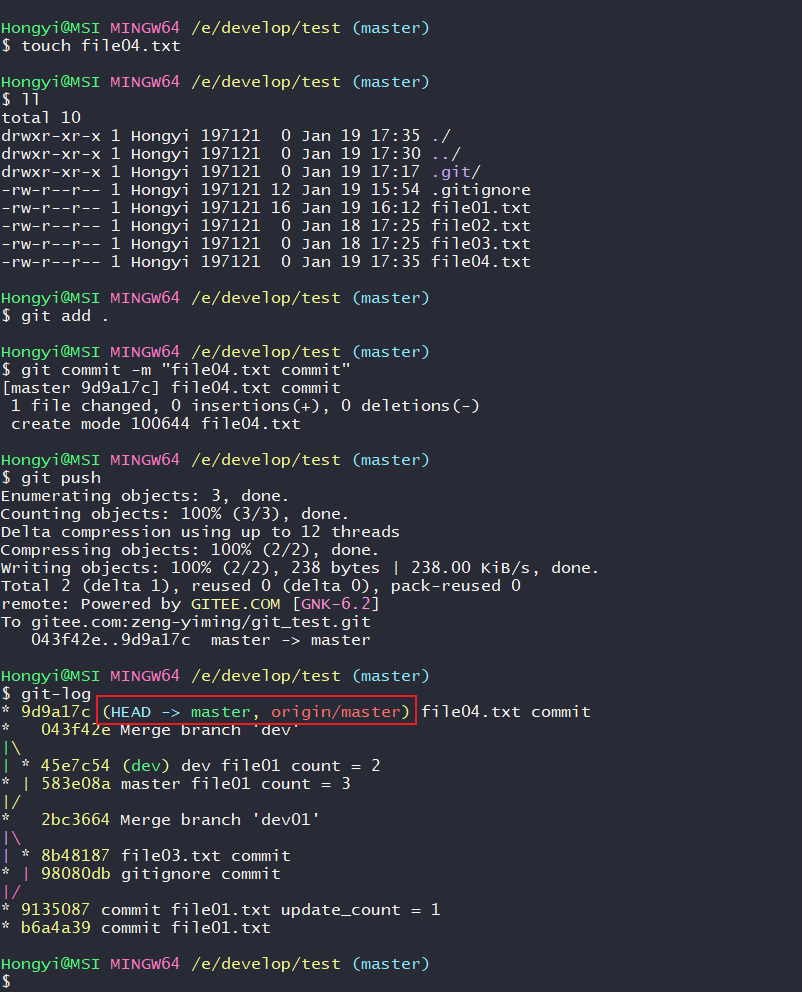 Hongyi@MSI MINGW64 /e/develop/test (master)
$ touch file04.txt
Hongyi@MSI MINGW64 /e/develop/test (master)
$ ll
total 10
drwxr-xr-x 1 Hongyi 197121  0 Jan 19 17:35 ./
drwxr-xr-x 1 Hongyi 197121  0 Jan 19 17:30 ../
drwxr-xr-x 1 Hongyi 197121  0 Jan 19 17:17 .git/
-rw-r--r-- 1 Hongyi 197121 12 Jan 19 15:54 .gitignore
-rw-r--r-- 1 Hongyi 197121 16 Jan 19 16:12 file01.txt
-rw-r--r-- 1 Hongyi 197121  0 Jan 18 17:25 file02.txt
-rw-r--r-- 1 Hongyi 197121  0 Jan 18 17:25 file03.txt
-rw-r--r-- 1 Hongyi 197121  0 Jan 19 17:35 file04.txt
Hongyi@MSI MINGW64 /e/develop/test (master)
$ git add .
Hongyi@MSI MINGW64 /e/develop/test (master)
$ git commit -m "file04.txt commit"
[master 9d9a17c] file04.txt commit
 1 file changed, 0 insertions(+), 0 deletions(-)
 create mode 100644 file04.txt
Hongyi@MSI MINGW64 /e/develop/test (master)
$ git push
Enumerating objects: 3, done.
Counting objects: 100% (3/3), done.
Delta compression using up to 12 threads
Compressing objects: 100% (2/2), done.
Writing objects: 100% (2/2), 238 bytes | 238.00 KiB/s, done.
Total 2 (delta 1), reused 0 (delta 0), pack-reused 0
remote: Powered by GITEE.COM [GNK-6.2]
To gitee.com:zeng-yiming/git_test.git
   043f42e..9d9a17c  master -> master
Hongyi@MSI MINGW64 /e/develop/test (master)
$ git-log
* 9d9a17c (HEAD -> master, origin/master) file04.txt commit
*   043f42e Merge branch 'dev'
|\
| * 45e7c54 (dev) dev file01 count = 2
* | 583e08a master file01 count = 3
|/
*   2bc3664 Merge branch 'dev01'
|\
| * 8b48187 file03.txt commit
* | 98080db gitignore commit
|/
* 9135087 commit file01.txt update_count = 1
* b6a4a39 commit file01.txt
Hongyi@MSI MINGW64 /e/develop/test (master)
$